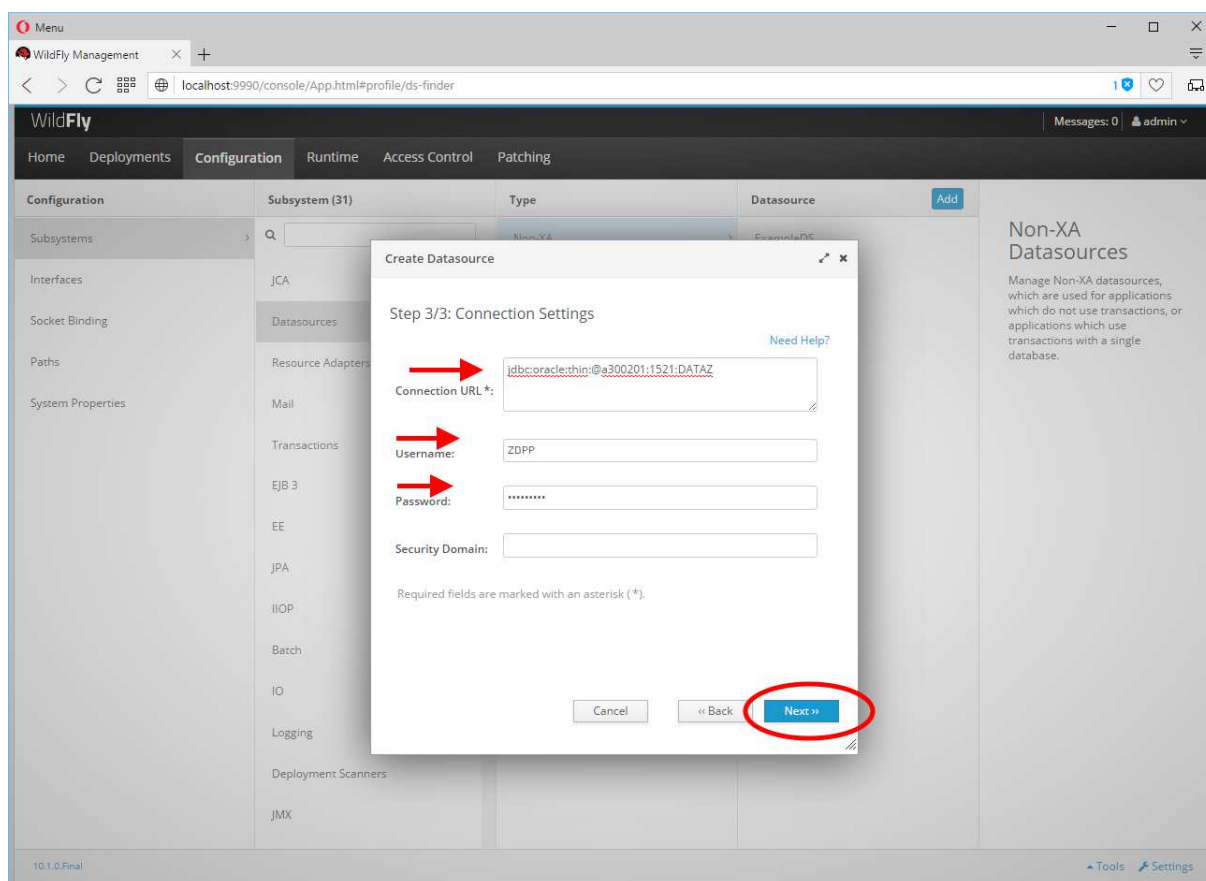 Menu
WildFly Management
localhost:9990/console/App.html#profile/ds-finder
1
WildFly
Messages: 0 admin
Home Deployments Configuration Runtime Access Control Patching
Configuration Subsystem (31) Type Datasource Add
Subsystems
Non-XA
ExampleDS
Non-XA
Datasources
Manage Non-XA datasources,
which are used for applications
which do not use transactions, or
applications which use
transactions with a single
database.
Interfaces
Socket Binding
Paths
System Properties
JCA
Datasources
Resource Adapters
Mail
Transactions
EJB 3
EE
JPA
IIOP
Batch
IO
Logging
Deployment Scanners
JMX
Create Datasource
Step 3/3: Connection Settings
Need Help?
Connection URL *: jdbc:oracle:thin:@a300201:1521:DATAZ
Username: ZDPP
Password: •••••••••
Security Domain:
Required fields are marked with an asterisk (*).
Cancel ‹‹ Back Next ››
10.1.0.Final
Tools Settings